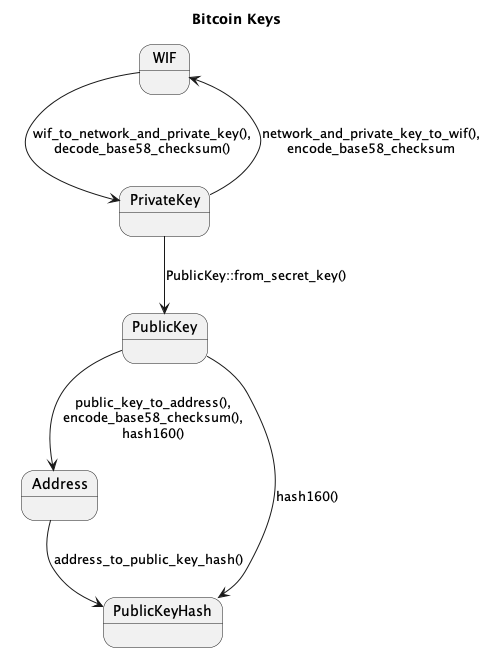 Bitcoin Keys
WIF
wif_to_network_and_private_key(),
decode_base58_checksum()
network_and_private_key_to_wif(),
encode_base58_checksum
PrivateKey
PublicKey::from_secret_key()
PublicKey
public_key_to_address(),
encode_base58_checksum(),
hash160()
hash160()
Address
address_to_public_key_hash()
PublicKeyHash